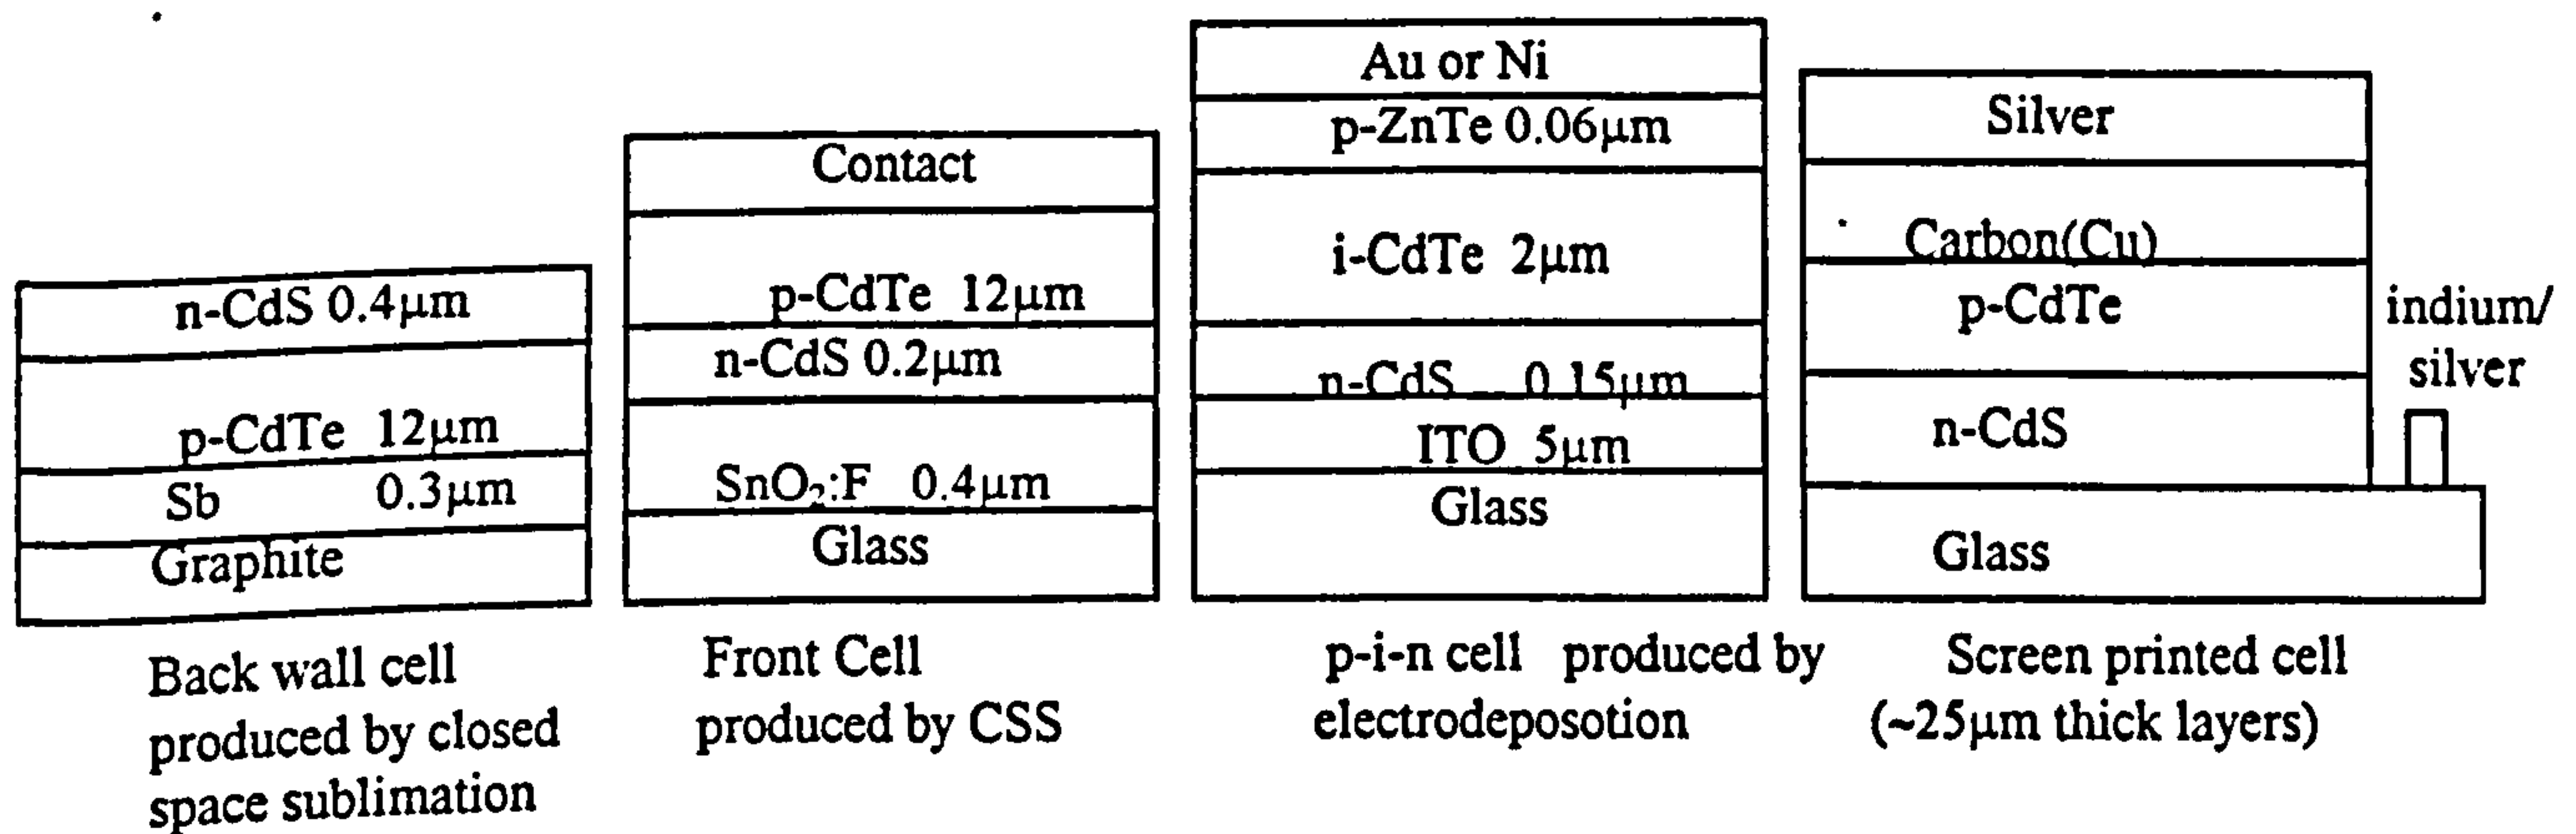 n-CdS 0.4μm
p-CdTe 12μm
Sb 0.3μm
Graphite
Back wall cell
produced by closed
space sublimation
Contact
p-CdTe 12μm
n-CdS 0.2μm
SnO₂:F 0.4μm
Glass
Front Cell
produced by CSS
Au or Ni
p-ZnTe 0.06μm
i-CdTe 2μm
n-CdS 0.15μm
ITO 5μm
Glass
p-i-n cell produced by
electrodeposotion
Silver
Carbon(Cu)
p-CdTe
n-CdS
Glass
indium/
silver
Screen printed cell
(~25μm thick layers)